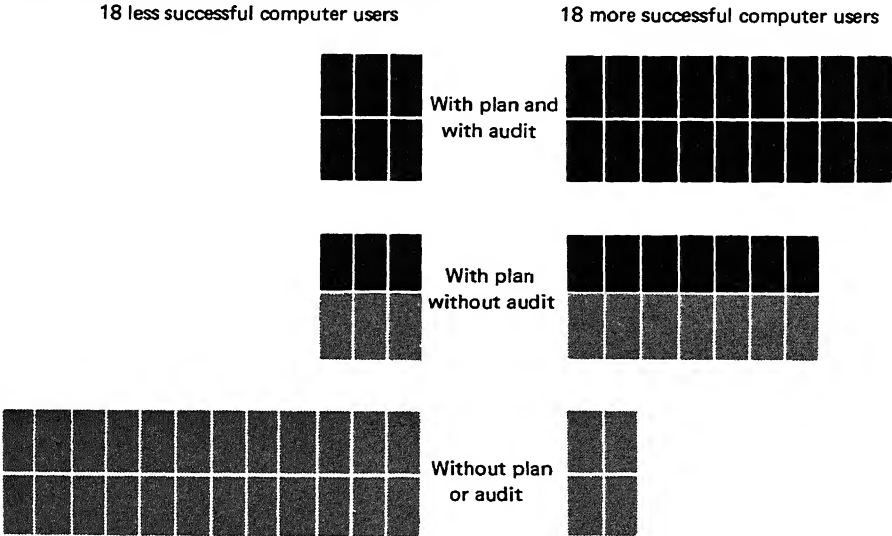 18 less successful computer users
18 more successful computer users
With plan and
with audit
With plan
without audit
Without plan
or audit